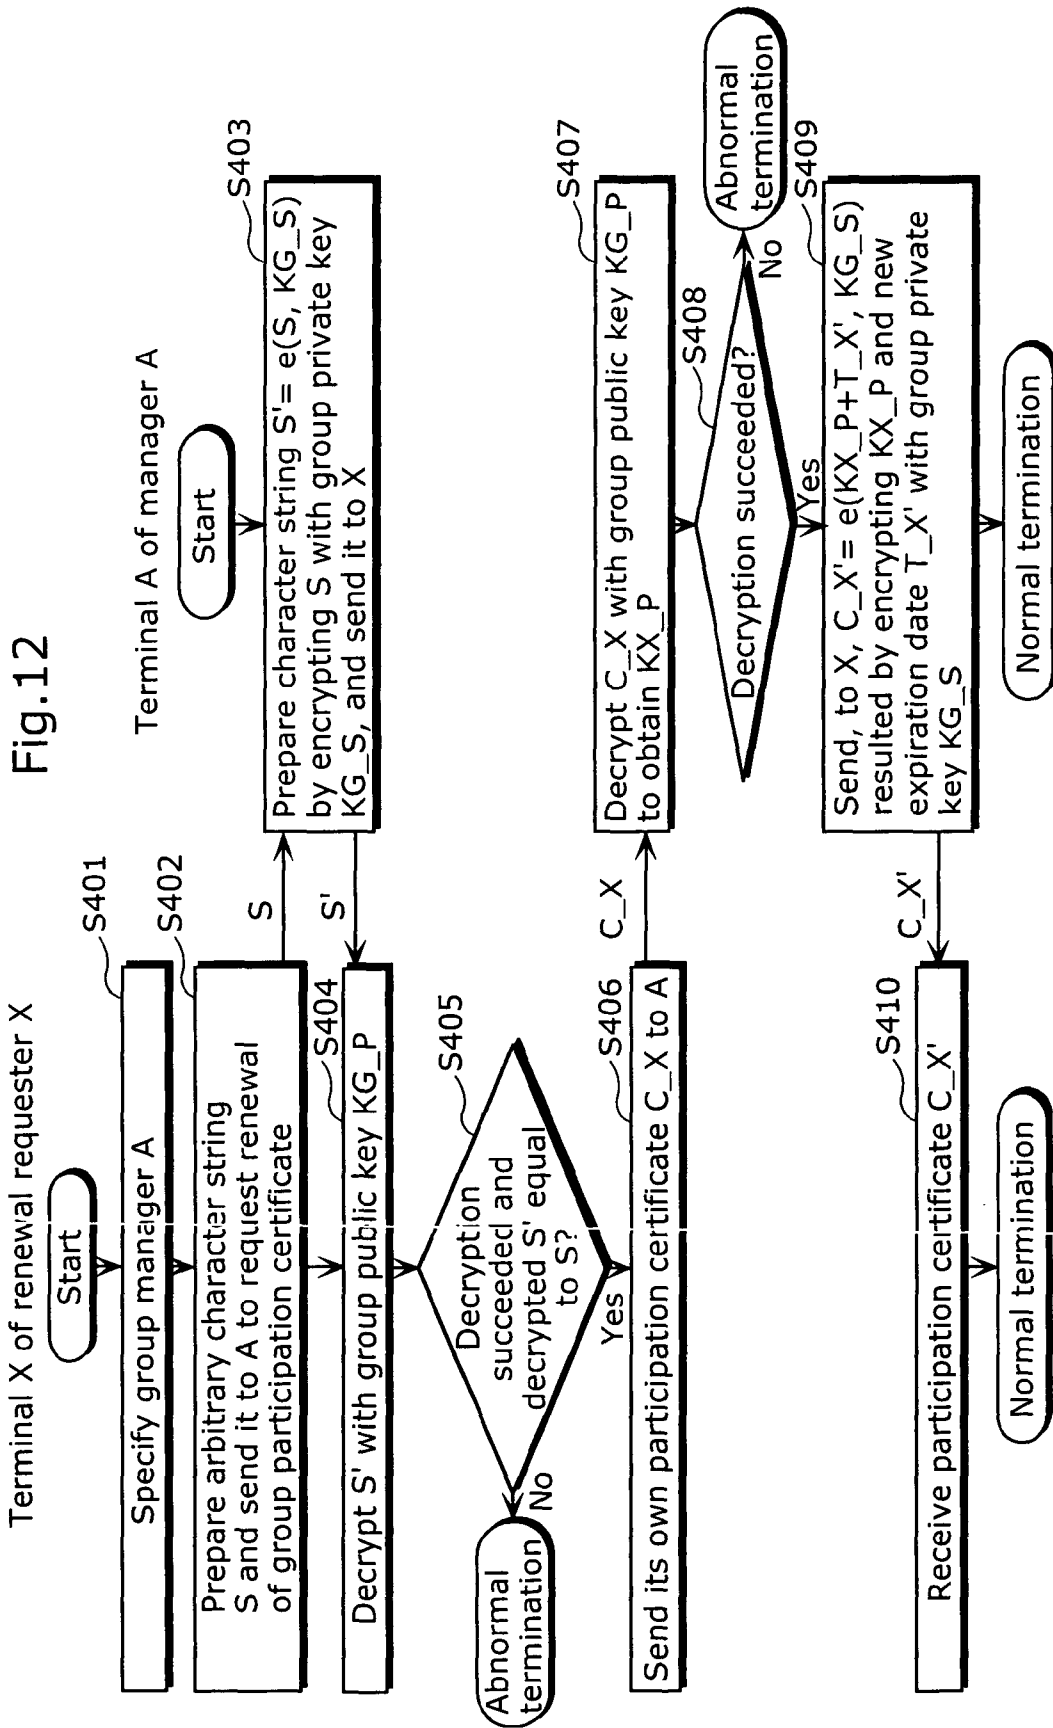 Fig.12
Terminal X of renewal requester X
Start
S401
Specify group manager A
S402
Prepare arbitrary character string
S and send it to A to request renewal
of group participation certificate
S
Terminal A of manager A
Start
S403
Prepare character string S'= e(S, KG_S)
by encrypting S with group private key
KG_S, and send it to X
S'
S404
Decrypt S' with group public key KG_P
S405
Decryption
succeeded and
decrypted S' equal
to S?
No
Abnormal
termination
Yes
S406
Send its own participation certificate C_X to A
C_X
S407
Decrypt C_X with group public key KG_P
to obtain KX_P
S408
Decryption succeeded?
No
Abnormal
termination
Yes
S409
Send, to X, C_X'= e(KX_P+T_X', KG_S)
resulted by encrypting KX_P and new
expiration date T_X' with group private
key KG_S
Normal termination
C_X'
S410
Receive participation certificate C_X'
Normal termination